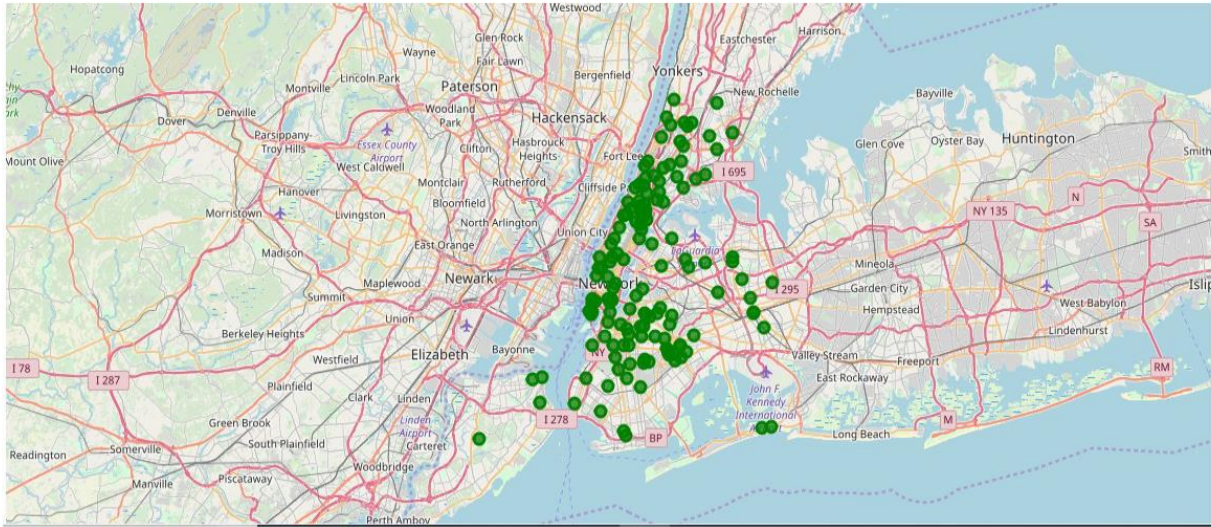 Westwood
Harrison
Eastchester
Glen Rock
Wayne
Fair Lawn
Hopatcong
Lincoln Park
Bergenfield
Yonkers
Montville
Paterson
New Rochelle
Bayville
Woodland
Park
Denville
Dover
Hackensack
Huntington
Parsippany-
Troy Hills
Essex County
Airport
Clifton
Hasbrouck
Heights
Oyster Bay
Glen Cove
Smith
Mount Olive
West Caldwell
Fort Lee
I 695
Montclair
Rutherford
Cliffside Pa
Hanover
Bloomfield
N
Morristown
Livingston
North Arlington
NY 135
SA
Union City
East Orange
LaGuardia
Madison
Mineola
Newark
New York
Maplewood
I 295
Garden City
Islip
Summit
Hempstead
West Babylon
Union
Berkeley Heights
Lindenhurst
Elizabeth
Bayonne
NY
Valley Stream
Freeport
Westfield
I 78
I 287
Plainfield
East Rockaway
RM
Clark
Linden
John F
Kennedy
International
Green Brook
Linden
Airport
I 278
M
South Plainfield
Carteret
BP
Long Beach
Somerville
Readington
Woodbridge
Manville
Piscataway
Perth Amboy